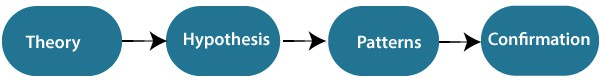 Theory
Hypothesis
Patterns
Confirmation